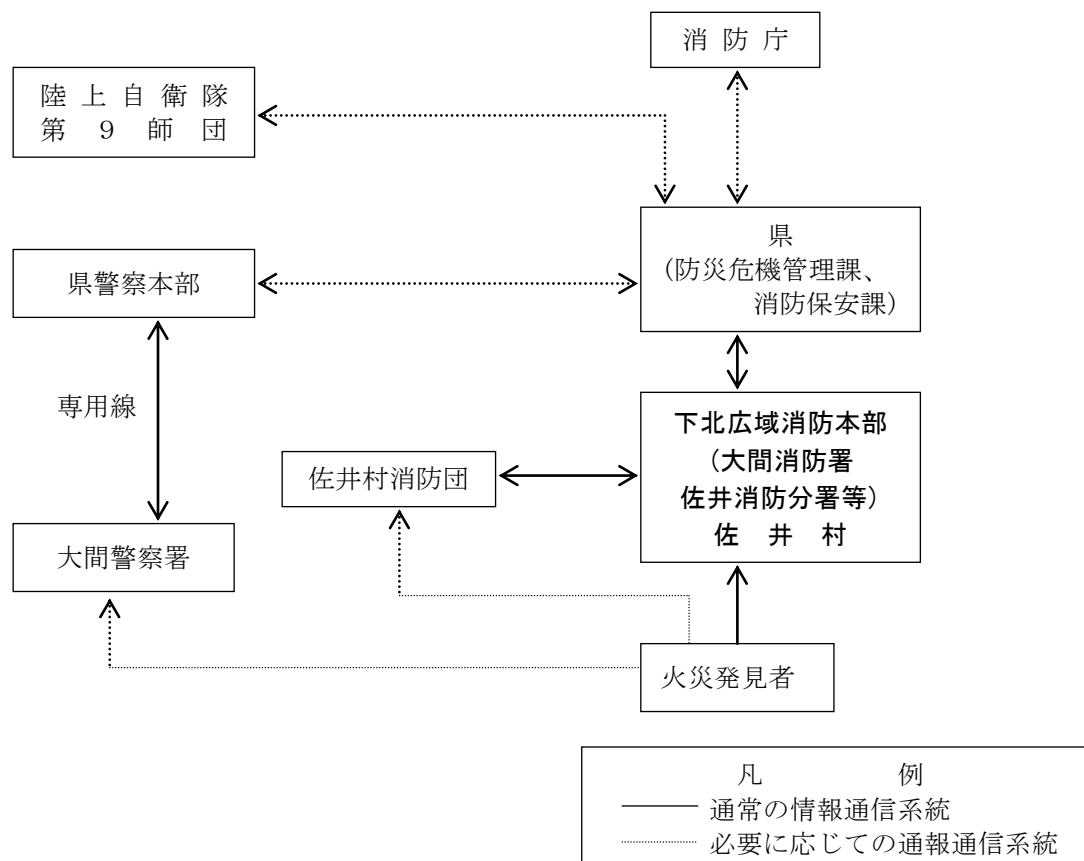 消防庁
陸上自衛隊
第9師団
県
(防災危機管理課、
消防保安課)
県警察本部
専用線
下北広域消防本部
(大間消防署
佐井消防分署等)
佐井村
佐井村消防団
大間警察署
火災発見者
凡例
通常の情報通信系統
必要に応じての通報通信系統